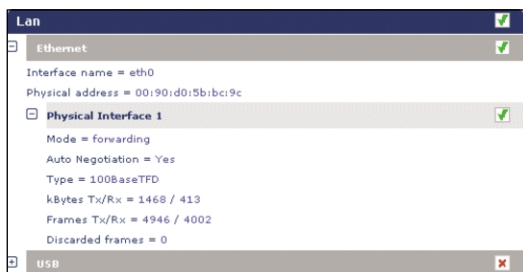 Lan
Ethernet
Interface name = eth0
Physical address = 00:90:d0:5b:bc:9c
Physical Interface 1
Mode = forwarding
Auto Negotiation = Yes
Type = 100BaseTFD
kBytes Tx/Rx = 1468 / 413
Frames Tx/Rx = 4946 / 4002
Discarded frames = 0
USB